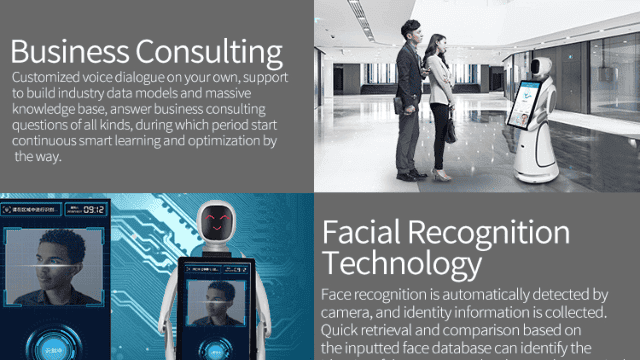 Business Consulting
Customized voice dialogue on your own, support
to build industry data models and massive
knowledge base, answer business consulting
questions of all kinds, during which period start
continuous smart learning and optimization by
the way.
09:12
Facial Recognition
Technology
Face recognition is automatically detected by
camera, and identity information is collected.
Quick retrieval and comparison based on
the inputted face database can identify the